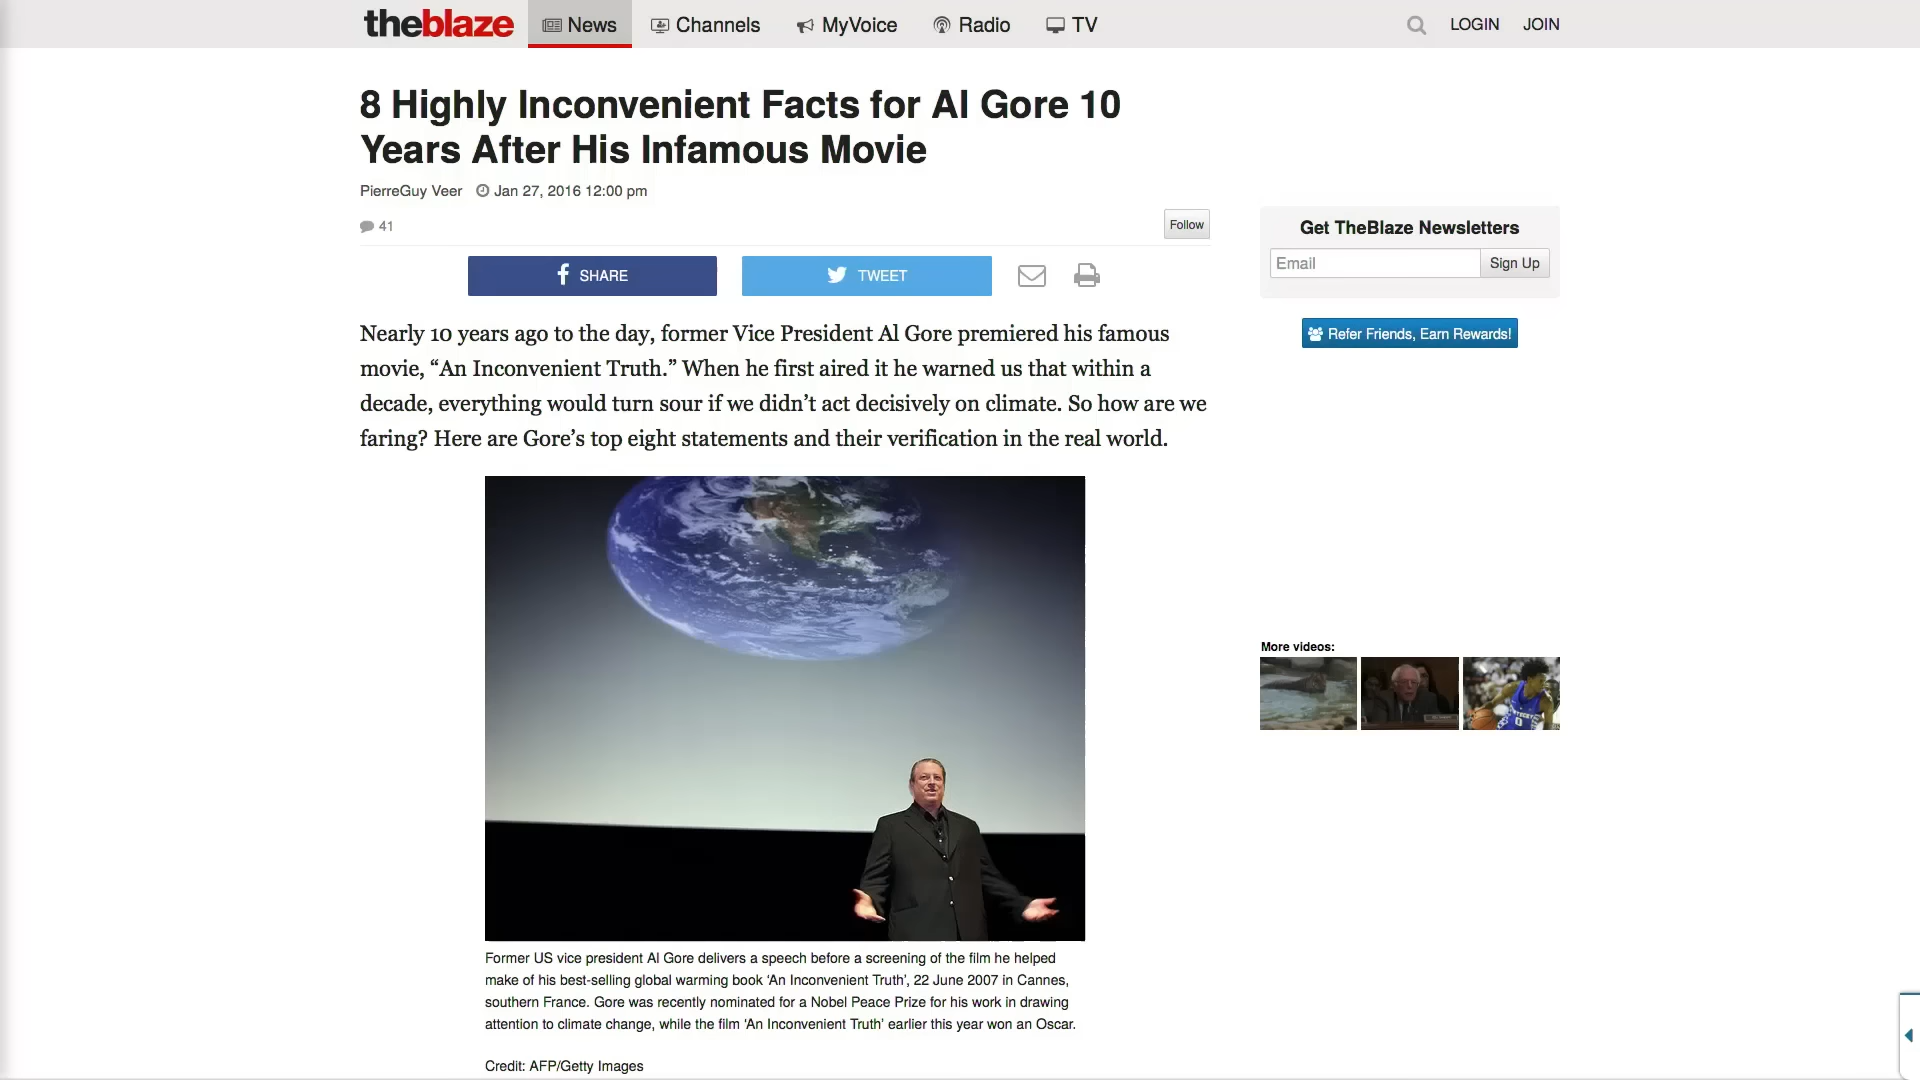 theblaze News Channels MyVoice Radio TV LOGIN JOIN
8 Highly Inconvenient Facts for Al Gore 10
Years After His Infamous Movie
PierreGuy Veer Jan 27, 2016 12:00 pm
41 Follow
SHARE TWEET
Nearly 10 years ago to the day, former Vice President Al Gore premiered his famous
movie, “An Inconvenient Truth.” When he first aired it he warned us that within a
decade, everything would turn sour if we didn’t act decisively on climate. So how are we
faring? Here are Gore’s top eight statements and their verification in the real world.
Former US vice president Al Gore delivers a speech before a screening of the film he helped
make of his best-selling global warming book ‘An Inconvenient Truth’, 22 June 2007 in Cannes,
southern France. Gore was recently nominated for a Nobel Peace Prize for his work in drawing
attention to climate change, while the film ‘An Inconvenient Truth’ earlier this year won an Oscar.
Credit: AFP/Getty Images
Get TheBlaze Newsletters
Email Sign Up
Refer Friends, Earn Rewards!
More videos: